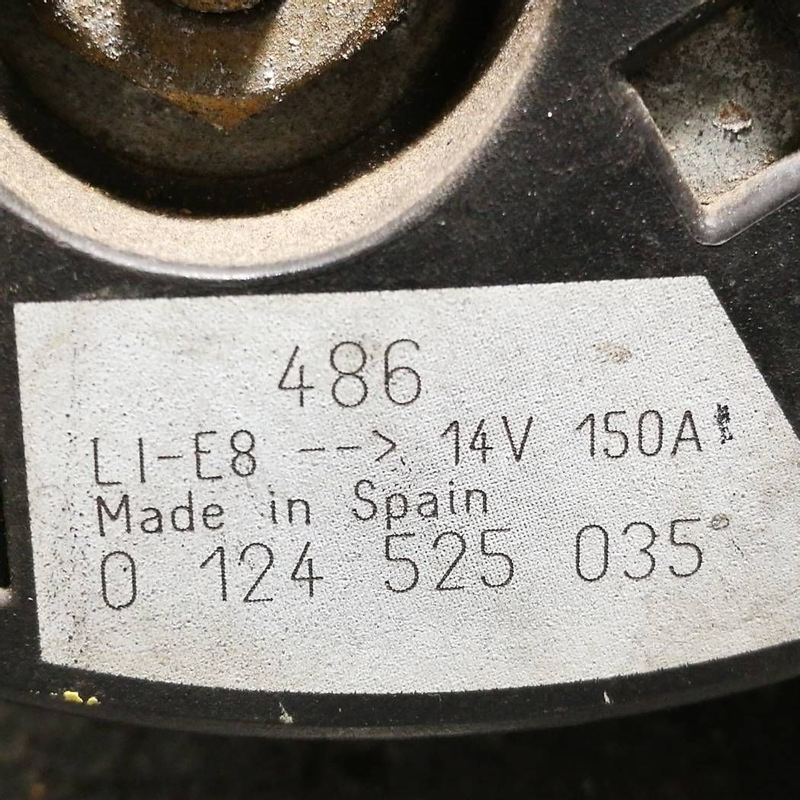 486
LI-E8 --> 14V 150A
Made in Spain
0 124 525 035